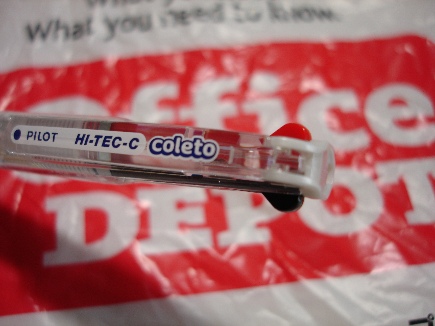 What you need to know.
Office
DEPOT
PILOT HI-TEC-C coleto